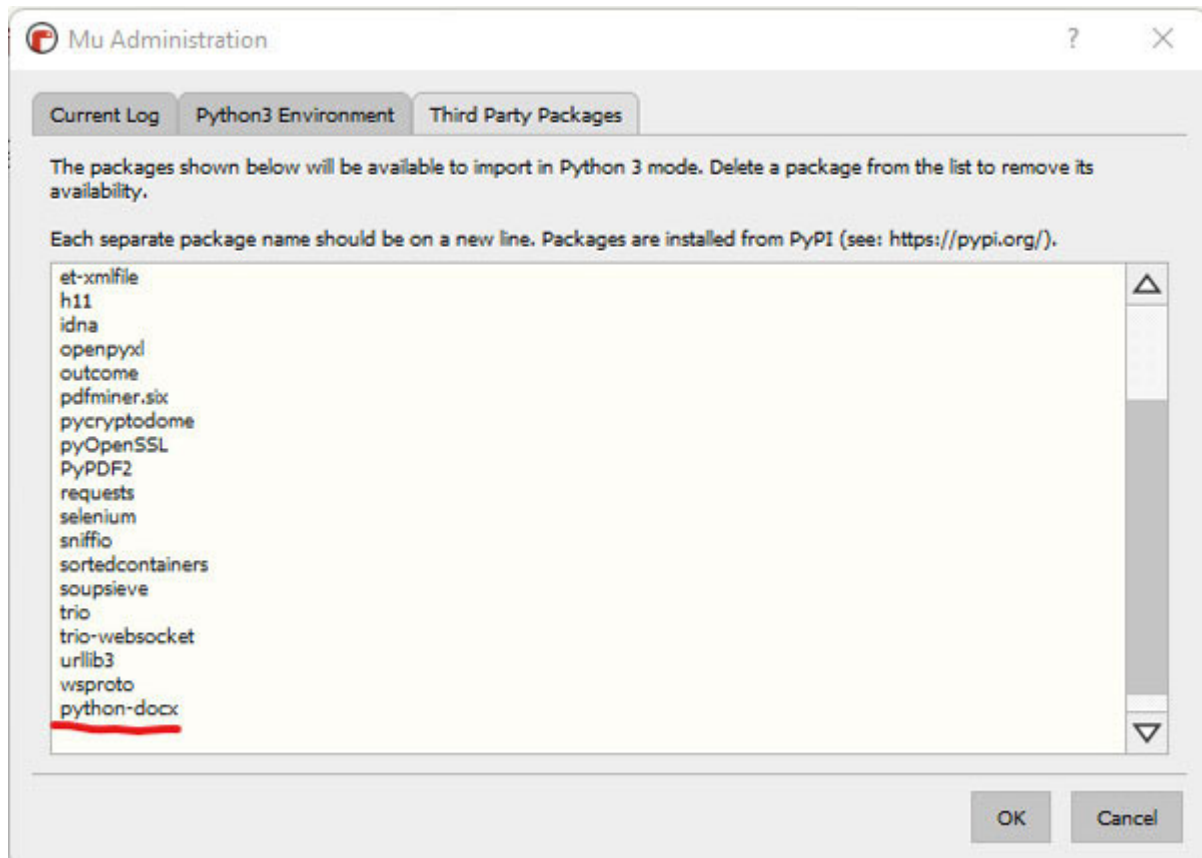 Mu Administration
?
Current Log
Python3 Environment
Third Party Packages
The packages shown below will be available to import in Python 3 mode. Delete a package from the list to remove its
availability.
Each separate package name should be on a new line. Packages are installed from PyPI (see: https://pypi.org/).
et-xmlfile
h11
idna
openpyxl
outcome
pdfminer.six
pycryptodome
pyOpenSSL
PyPDF2
requests
selenium
sniffio
sortedcontainers
soupsieve
trio
trio-websocket
urllib3
wsproto
python-docx
OK
Cancel